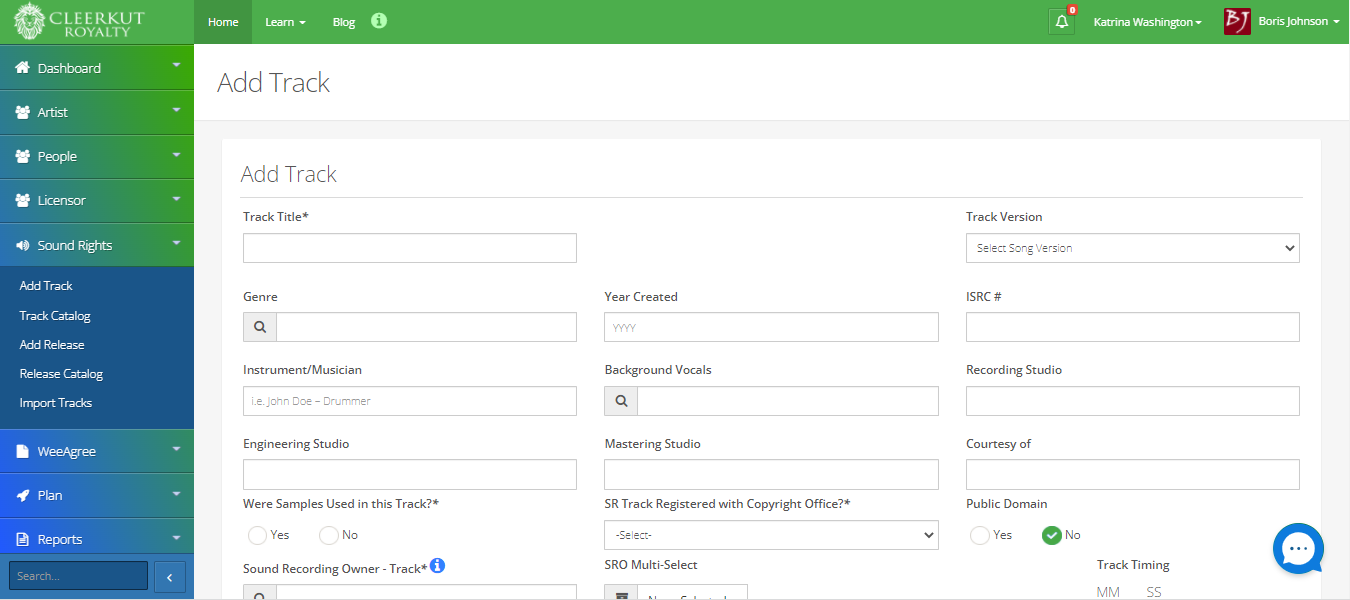 CLEERKUT
ROYALTY
Home
Learn
Blog
0
Katrina Washington
BJ
Boris Johnson
Dashboard
Artist
People
Licensor
Sound Rights
Add Track
Track Catalog
Add Release
Release Catalog
Import Tracks
WeeAgree
Plan
Reports
Search...
Add Track
Add Track
Track Title*
Track Version
Select Song Version
Genre
Year Created
ISRC #
YYYY
Instrument/Musician
Background Vocals
Recording Studio
i.e. John Doe – Drummer
Engineering Studio
Mastering Studio
Courtesy of
Were Samples Used in this Track?*
SR Track Registered with Copyright Office?*
Public Domain
Yes
No
-Select-
Yes
No
Sound Recording Owner - Track*
SRO Multi-Select
Track Timing
MM
SS